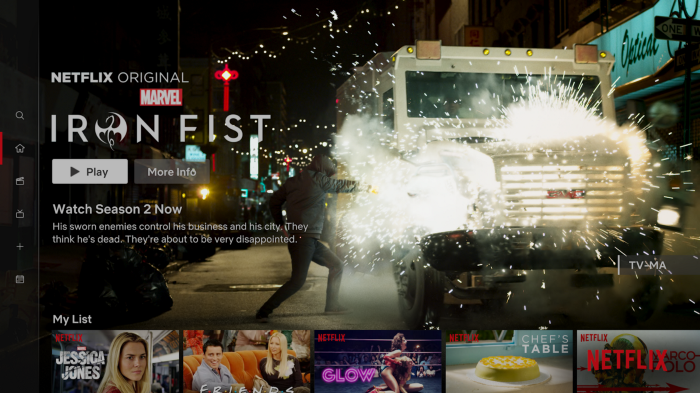 NETFLIX ORIGINAL
MARVEL
IRON FIST
Play
More info
Watch Season 2 Now
His sworn enemies control his business and his city. They
think he's dead. They're about to be very disappointed.
Optical
ONE
TV-MA
My List
NETFLIX
JESSICA
JONES
FRIENDS
NETFLIX
GLOW
NETFLIX
CHEF'S
TABLE
NETFLIX
NETFLIX